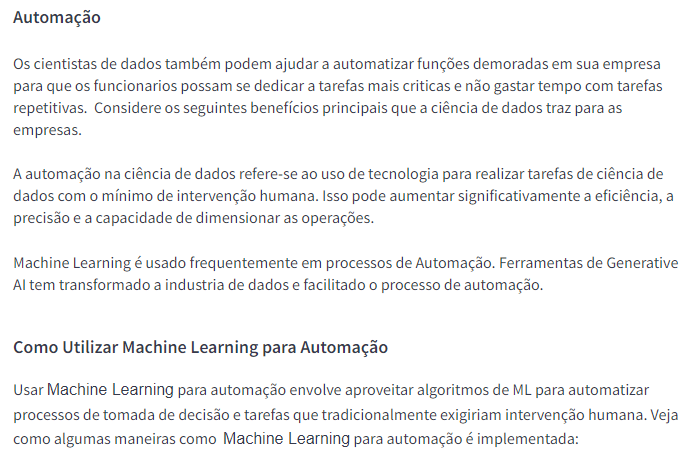 Automação
Os cientistas de dados também podem ajudar a automatizar funções demoradas em sua empresa
para que os funcionarios possam se dedicar a tarefas mais criticas e não gastar tempo com tarefas
repetitivas.  Considere os seguintes benefícios principais que a ciência de dados traz para as
empresas.
A automação na ciência de dados refere-se ao uso de tecnologia para realizar tarefas de ciência de
dados com o mínimo de intervenção humana. Isso pode aumentar significativamente a eficiência, a
precisão e a capacidade de dimensionar as operações.
Machine Learning é usado frequentemente em processos de Automação. Ferramentas de Generative
AI tem transformado a industria de dados e facilitado o processo de automação.
Como Utilizar Machine Learning para Automação
Usar Machine Learning para automação envolve aproveitar algoritmos de ML para automatizar
processos de tomada de decisão e tarefas que tradicionalmente exigiriam intervenção humana. Veja
como algumas maneiras como  Machine Learning para automação é implementada: